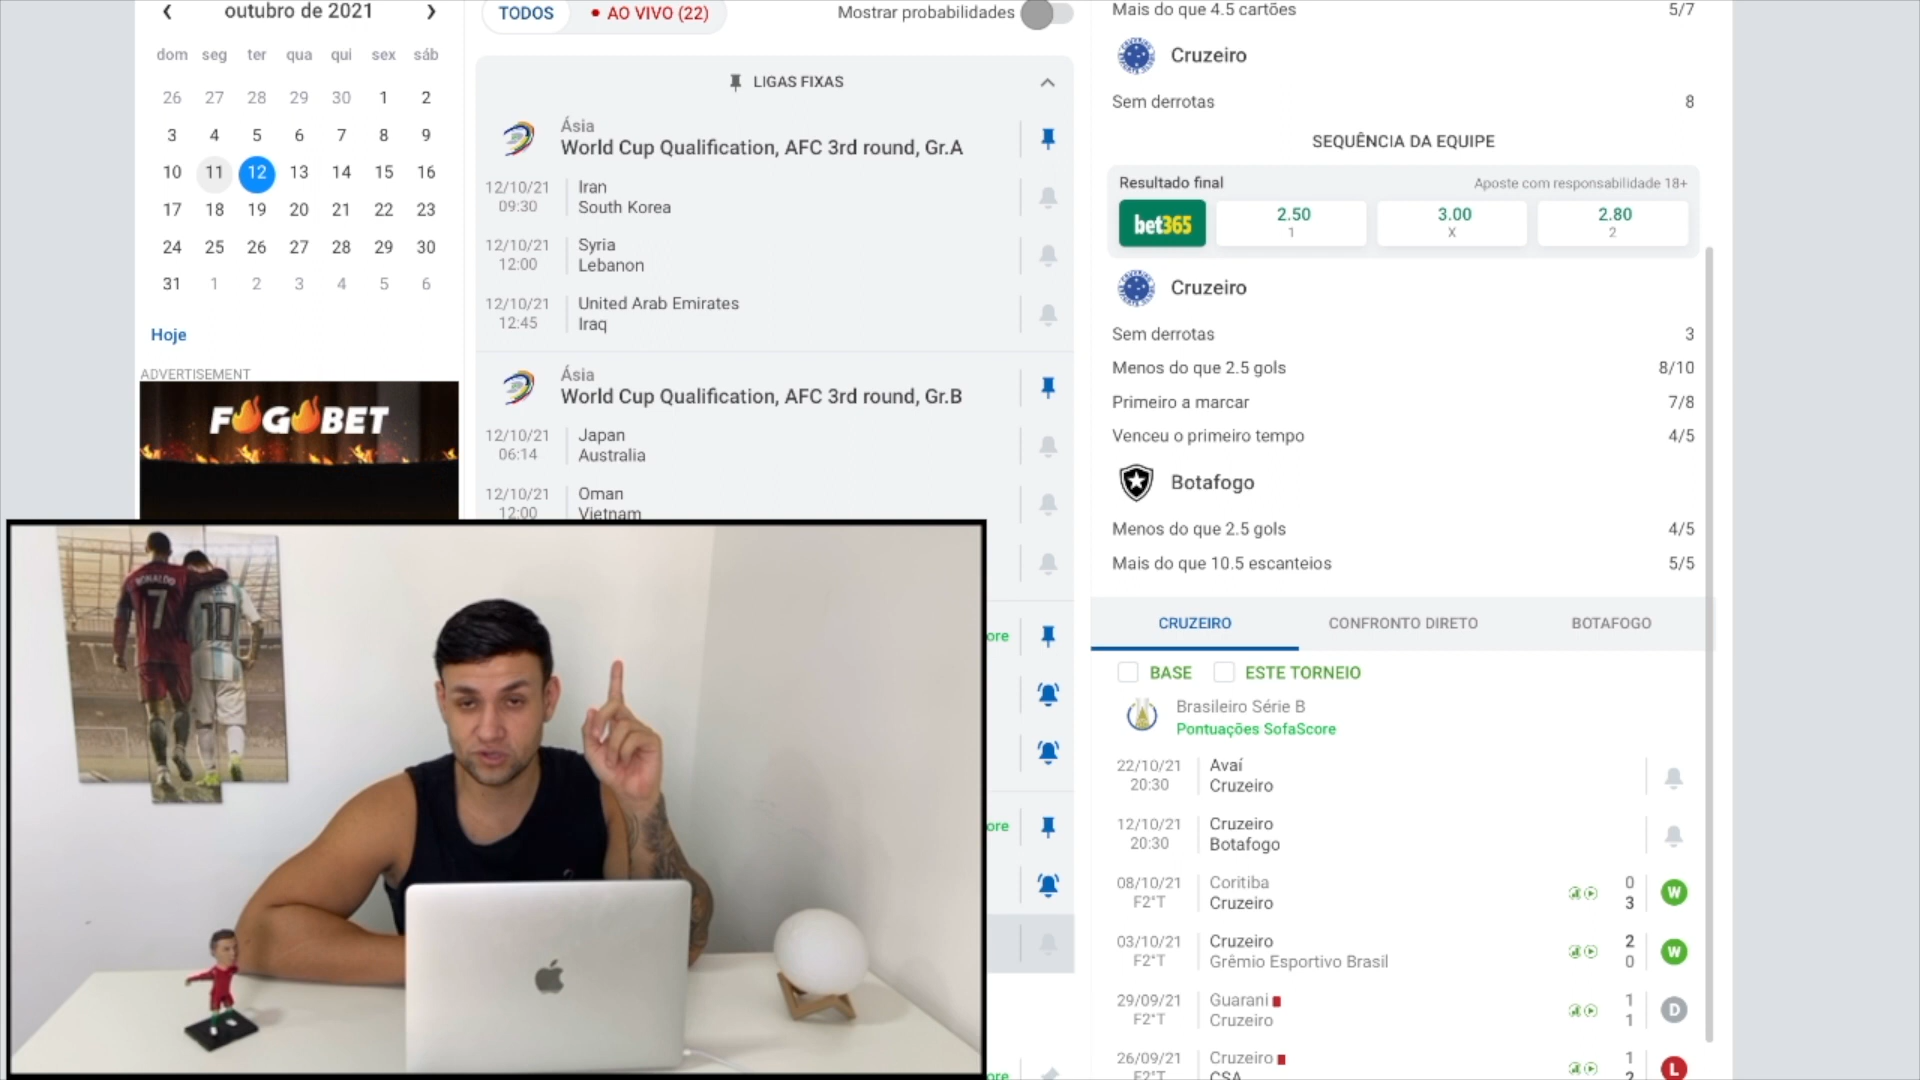 outubro de 2021
dom seg ter qua qui sex sáb
26 27 28 29 30 1 2
3 4 5 6 7 8 9
10 11 12 13 14 15 16
17 18 19 20 21 22 23
24 25 26 27 28 29 30
31 1 2 3 4 5 6
Hoje
ADVERTISEMENT
FOGOBET
RONALDO
7
10
TODOS
AO VIVO (22)
Mostrar probabilidades
LIGAS FIXAS
Ásia
World Cup Qualification, AFC 3rd round, Gr.A
12/10/21 Iran
09:30 South Korea
12/10/21 Syria
12:00 Lebanon
12/10/21 United Arab Emirates
12:45 Iraq
Ásia
World Cup Qualification, AFC 3rd round, Gr.B
12/10/21 Japan
06:14 Australia
12/10/21 Oman
12:00 Vietnam
ore
ore
ore
Mais do que 4.5 cartões 5/7
Cruzeiro
Sem derrotas 8
SEQUÊNCIA DA EQUIPE
Resultado final Aposte com responsabilidade 18+
bet365 2.50 3.00 2.80
1 X 2
Cruzeiro
Sem derrotas 3
Menos do que 2.5 gols 8/10
Primeiro a marcar 7/8
Venceu o primeiro tempo 4/5
Botafogo
Menos do que 2.5 gols 4/5
Mais do que 10.5 escanteios 5/5
CRUZEIRO CONFRONTO DIRETO BOTAFOGO
BASE ESTE TORNEIO
Brasileiro Série B
Pontuações SofaScore
22/10/21 Avaí
20:30 Cruzeiro
12/10/21 Cruzeiro
20:30 Botafogo
08/10/21 Coritiba 0
F2°T Cruzeiro 3 W
03/10/21 Cruzeiro 2
F2°T Grêmio Esportivo Brasil 0 W
29/09/21 Guarani 1
F2°T Cruzeiro 1 D
26/09/21 Cruzeiro 1
F2°T CSA 2 L